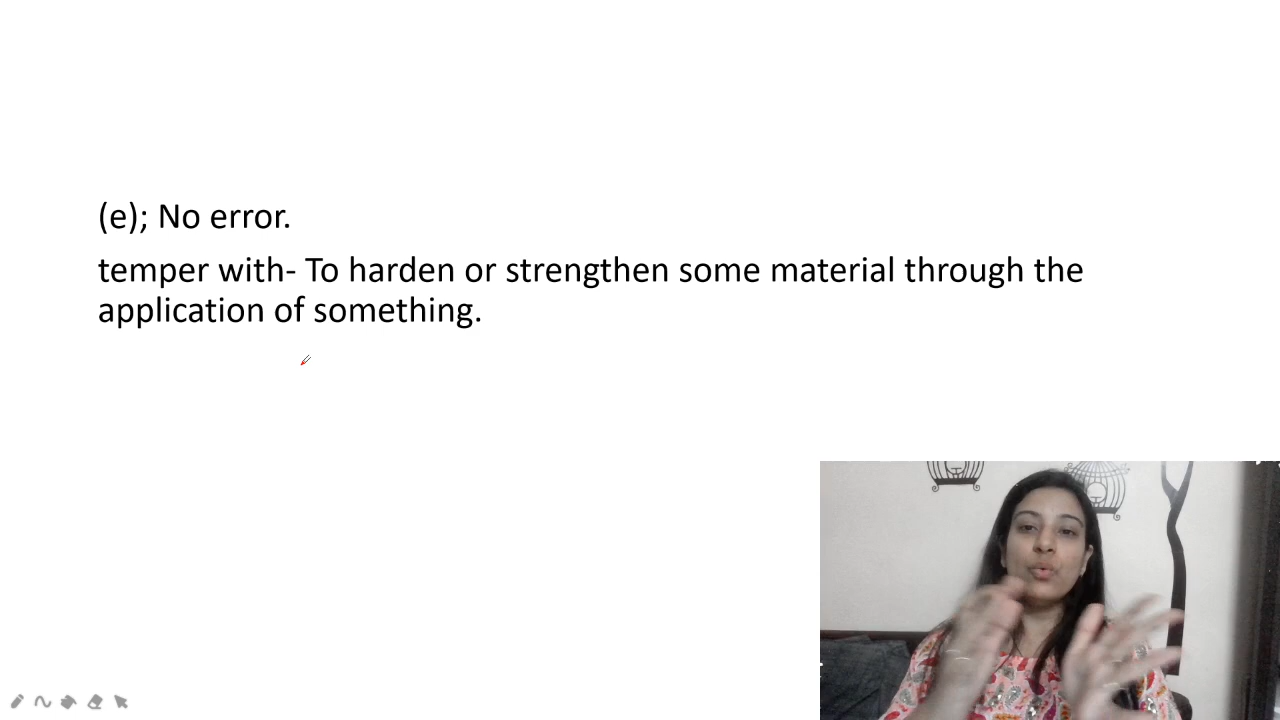 (e); No error.
temper with- To harden or strengthen some material through the
application of something.